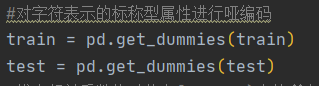 #对字符表示的标称型属性进行哑编码
train = pd.get_dummies(train)
test = pd.get_dummies(test)